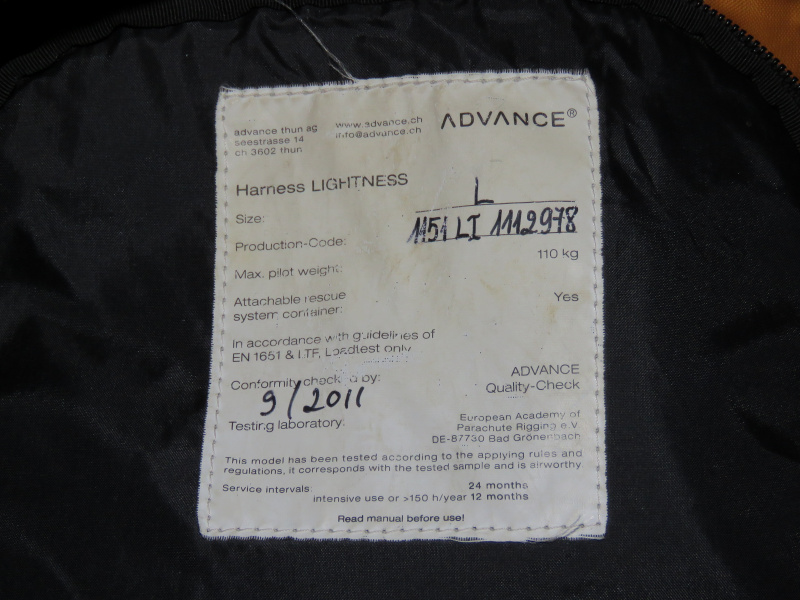 advance thun ag www.advance.ch ADVANCE®
seestrasse 14 info@advance.ch
ch 3602 thun
Harness LIGHTNESS
Size: L
Production-Code: 1151 LI 1112978
Max. pilot weight: 110 kg
Attachable rescue Yes
system container:
In accordance with guidelines of
EN 1651 & LTF, Loadtest only
Conformity checked by: ADVANCE
Quality-Check
9/2011
Testing laboratory: European Academy of
Parachute Rigging e.V.
DE-87730 Bad Grönenbach
This model has been tested according to the applying rules and
regulations, it corresponds with the tested sample and is airworthy
Service intervals: 24 months
intensive use or >150 h/year 12 months
Read manual before use!